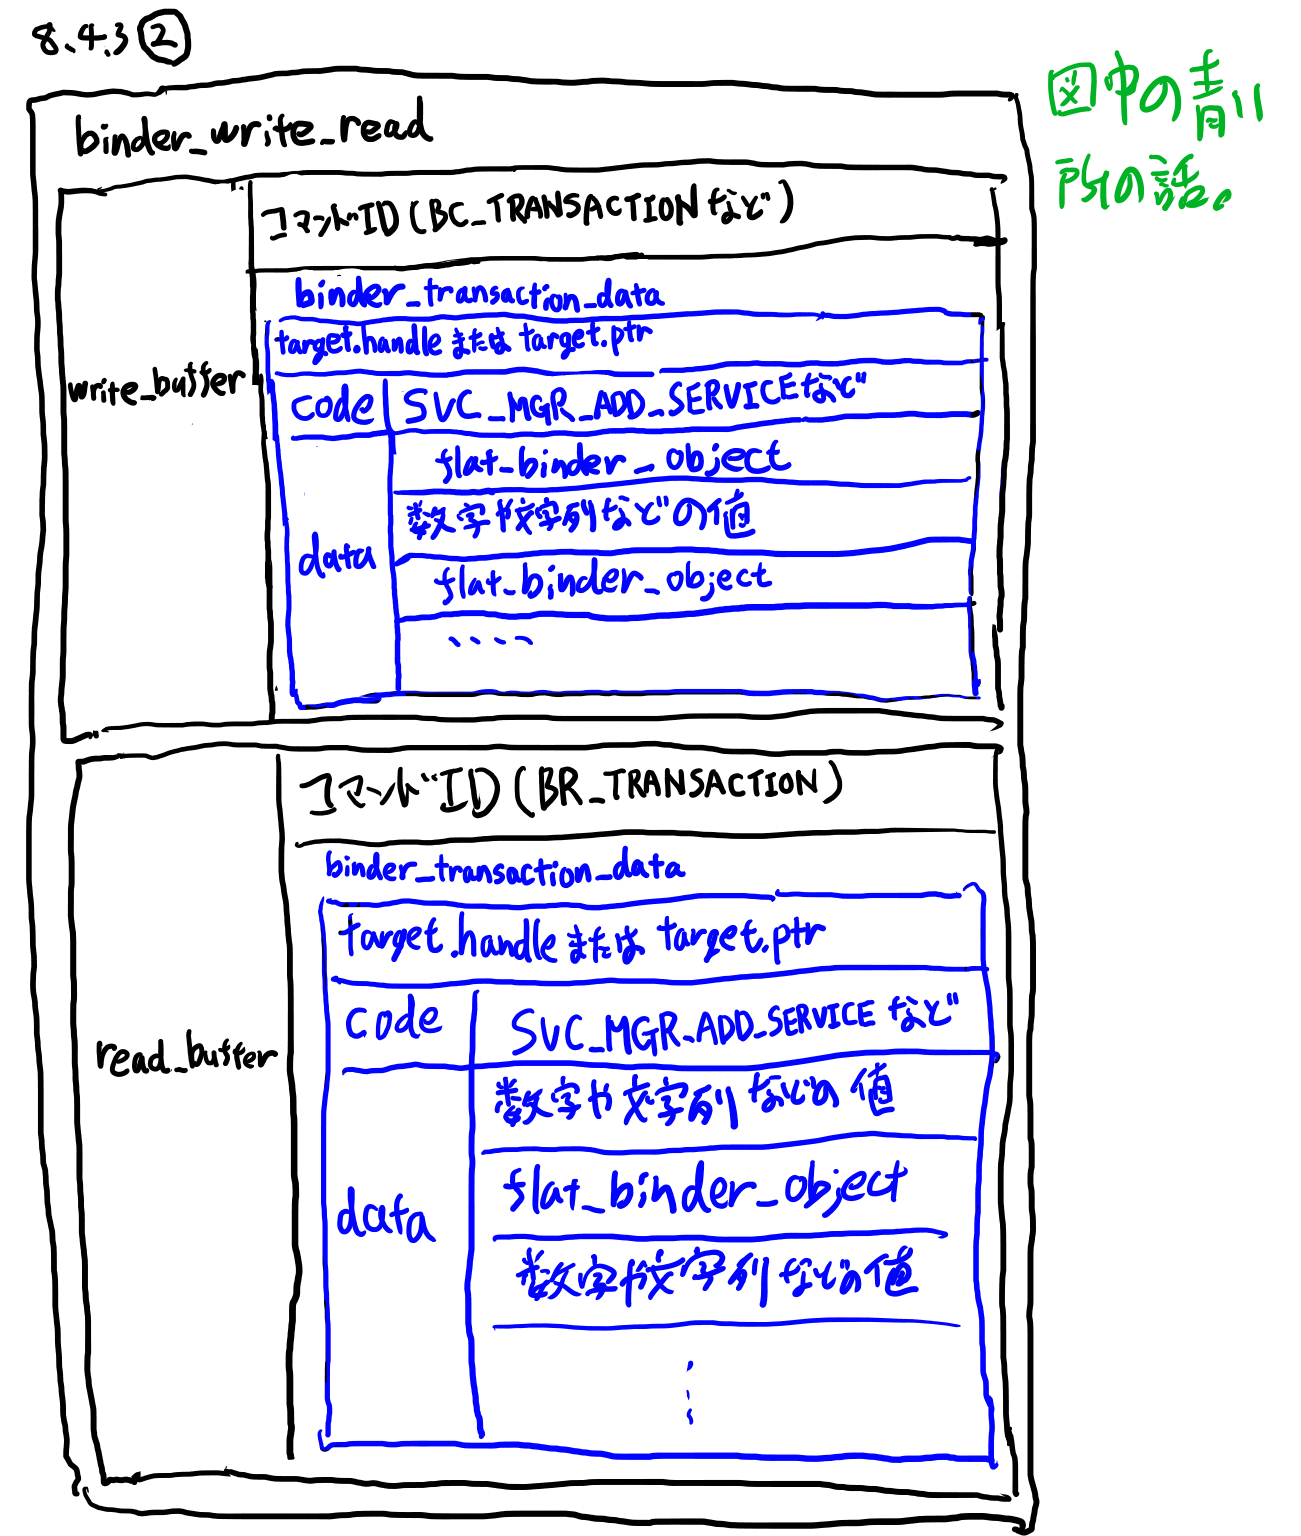 8.4.3 ②
図中の青い
所の話。
binder_write_read
write_buffer
コマンドID (BC_TRANSACTIONなど)
binder_transaction_data
target.handle または target.ptr
code
SVC_MGR_ADD_SERVICEなど
data
flat_binder_object
数字や文字列などの値
flat_binder_object
、、、、
read_buffer
コマンドID (BR_TRANSACTION)
binder_transaction_data
target.handle または target.ptr
code
SVC_MGR_ADD_SERVICE など
data
数字や文字列などの値
flat_binder_object
数字や文字列などの値
⋮